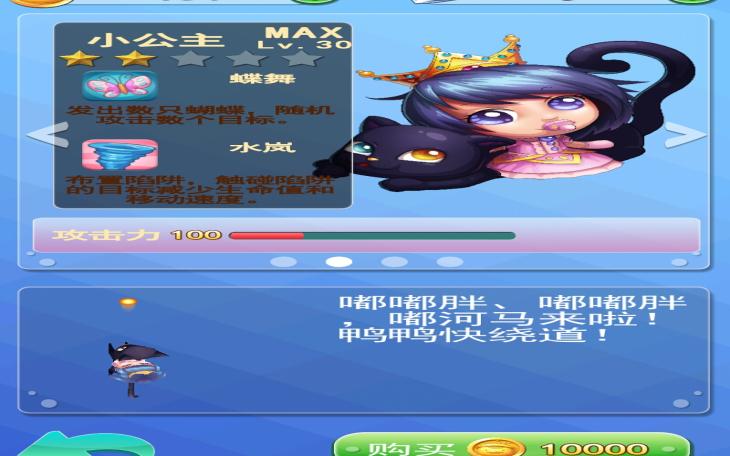 小公主
MAX
Lv. 30
蝶舞
发出数只蝴蝶，随机
攻击数个目标。
水岚
布置陷阱，触碰陷阱
的目标减少生命值和
移动速度。
攻击力 100
嘟嘟胖、嘟嘟胖
，嘟河马来啦！
鸭鸭快绕道！
购买 10000